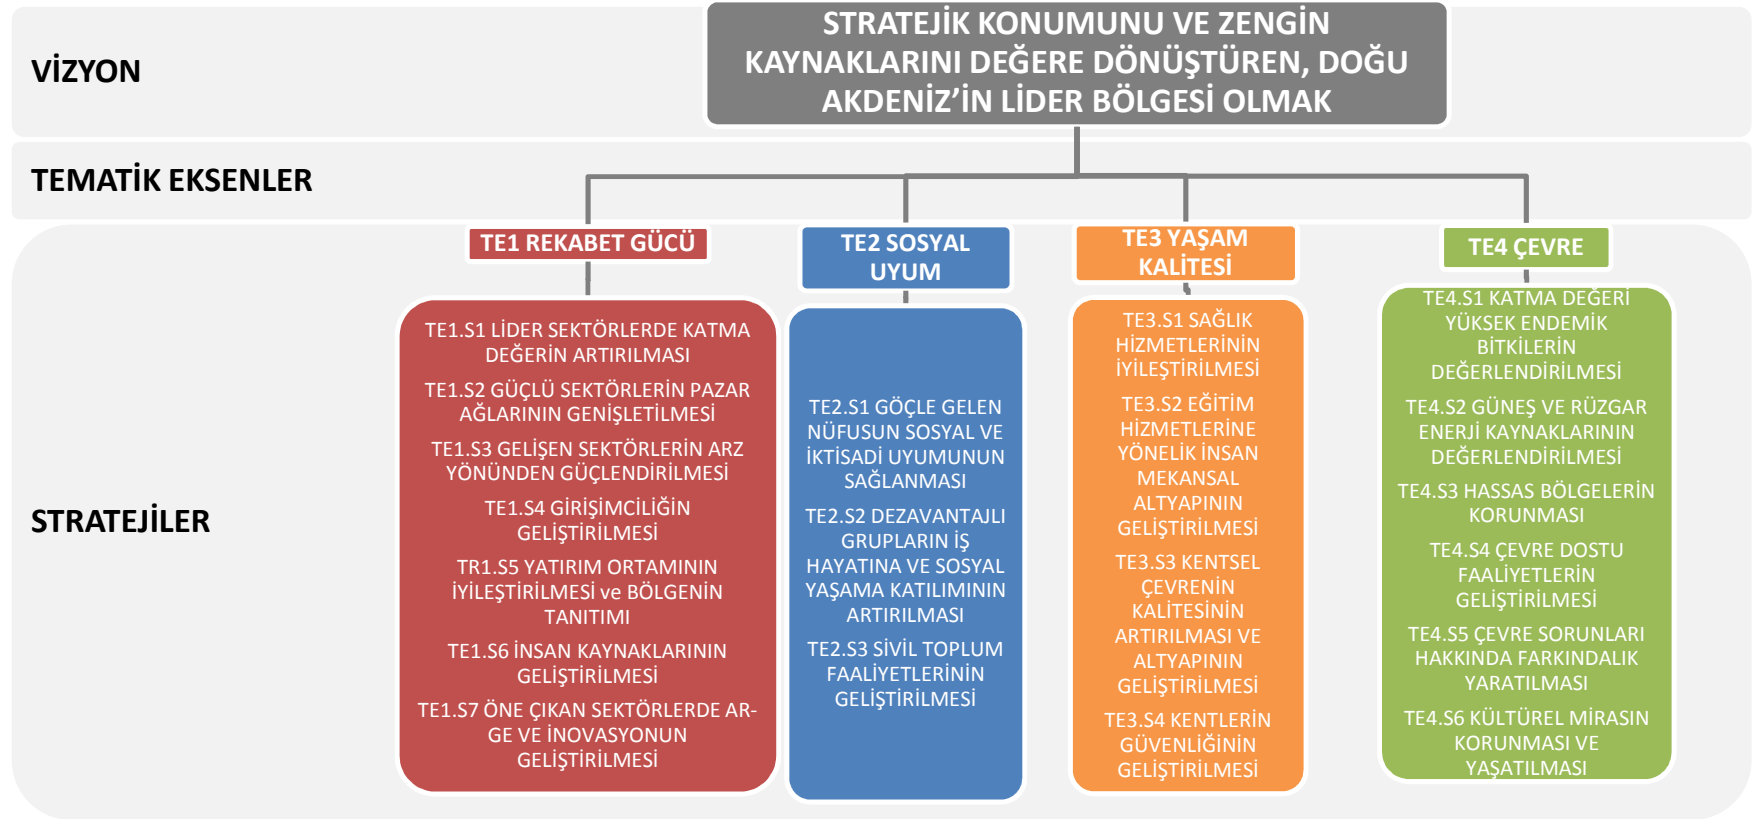 VİZYON
STRATEJİK KONUMUNU VE ZENGİN
KAYNAKLARINI DEĞERE DÖNÜŞTÜREN, DOĞU
AKDENİZ’İN LİDER BÖLGESİ OLMAK
TEMATİK EKSENLER
STRATEJİLER
TE1 REKABET GÜCÜ
TE1.S1 LİDER SEKTÖRLERDE KATMA
DEĞERİN ARTIRILMASI
TE1.S2 GÜÇLÜ SEKTÖRLERİN PAZAR
AĞLARININ GENİŞLETİLMESİ
TE1.S3 GELİŞEN SEKTÖRLERİN ARZ
YÖNÜNDEN GÜÇLENDİRİLMESİ
TE1.S4 GİRİŞİMCİLİĞİN
GELİŞTİRİLMESİ
TR1.S5 YATIRIM ORTAMININ
İYİLEŞTİRİLMESİ ve BÖLGENİN
TANITIMI
TE1.S6 İNSAN KAYNAKLARININ
GELİŞTİRİLMESİ
TE1.S7 ÖNE ÇIKAN SEKTÖRLERDE AR-
GE VE İNOVASYONUN
GELİŞTİRİLMESİ
TE2 SOSYAL
UYUM
TE2.S1 GÖÇLE GELEN
NÜFUSUN SOSYAL VE
İKTİSADİ UYUMUNUN
SAĞLANMASI
TE2.S2 DEZAVANTAJLI
GRUPLARIN İŞ
HAYATINA VE SOSYAL
YAŞAMA KATILIMININ
ARTIRILMASI
TE2.S3 SİVİL TOPLUM
FAALİYETLERİNİN
GELİŞTİRİLMESİ
TE3 YAŞAM
KALİTESİ
TE3.S1 SAĞLIK
HİZMETLERİNİN
İYİLEŞTİRİLMESİ
TE3.S2 EĞİTİM
HİZMETLERİNE
YÖNELİK İNSAN
MEKANSAL
ALTYAPININ
GELİŞTİRİLMESİ
TE3.S3 KENTSEL
ÇEVRENİN
KALİTESİNİN
ARTIRILMASI VE
ALTYAPININ
GELİŞTİRİLMESİ
TE3.S4 KENTLERİN
GÜVENLİĞİNİN
GELİŞTİRİLMESİ
TE4 ÇEVRE
TE4.S1 KATMA DEĞERİ
YÜKSEK ENDEMİK
BİTKİLERİN
DEĞERLENDİRİLMESİ
TE4.S2 GÜNEŞ VE RÜZGAR
ENERJİ KAYNAKLARININ
DEĞERLENDİRİLMESİ
TE4.S3 HASSAS BÖLGELERİN
KORUNMASI
TE4.S4 ÇEVRE DOSTU
FAALİYETLERİN
GELİŞTİRİLMESİ
TE4.S5 ÇEVRE SORUNLARI
HAKKINDA FARKINDALIK
YARATILMASI
TE4.S6 KÜLTÜREL MİRASIN
KORUNMASI VE
YAŞATILMASI